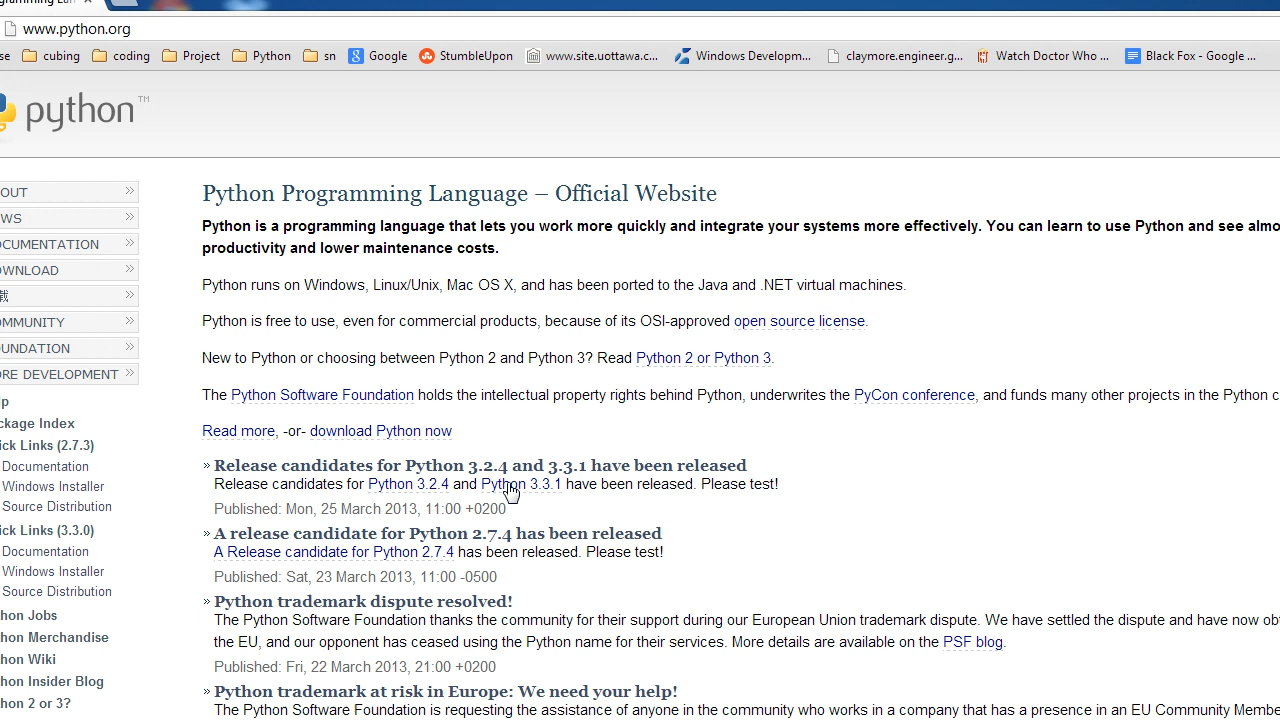 www.python.org
se cubing coding Project Python sn Google StumbleUpon www.site.uottawa.c... Windows Developm... claymore.engineer.g... Watch Doctor Who ... Black Fox - Google ...
python TM
OUT
WS
OCUMENTATION
OWNLOAD
载
OMMUNITY
OUNDATION
ORE DEVELOPMENT
p
ckage Index
ick Links (2.7.3)
Documentation
Windows Installer
Source Distribution
ick Links (3.3.0)
Documentation
Windows Installer
Source Distribution
hon Jobs
hon Merchandise
hon Wiki
hon Insider Blog
hon 2 or 3?
Python Programming Language – Official Website
Python is a programming language that lets you work more quickly and integrate your systems more effectively. You can learn to use Python and see almo
productivity and lower maintenance costs.
Python runs on Windows, Linux/Unix, Mac OS X, and has been ported to the Java and .NET virtual machines.
Python is free to use, even for commercial products, because of its OSI-approved open source license.
New to Python or choosing between Python 2 and Python 3? Read Python 2 or Python 3.
The Python Software Foundation holds the intellectual property rights behind Python, underwrites the PyCon conference, and funds many other projects in the Python c
Read more, -or- download Python now
» Release candidates for Python 3.2.4 and 3.3.1 have been released
Release candidates for Python 3.2.4 and Python 3.3.1 have been released. Please test!
Published: Mon, 25 March 2013, 11:00 +0200
» A release candidate for Python 2.7.4 has been released
A Release candidate for Python 2.7.4 has been released. Please test!
Published: Sat, 23 March 2013, 11:00 -0500
» Python trademark dispute resolved!
The Python Software Foundation thanks the community for their support during our European Union trademark dispute. We have settled the dispute and have now ob
the EU, and our opponent has ceased using the Python name for their services. More details are available on the PSF blog.
Published: Fri, 22 March 2013, 21:00 +0200
» Python trademark at risk in Europe: We need your help!
The Python Software Foundation is requesting the assistance of anyone in the community who works in a company that has a presence in an EU Community Membe